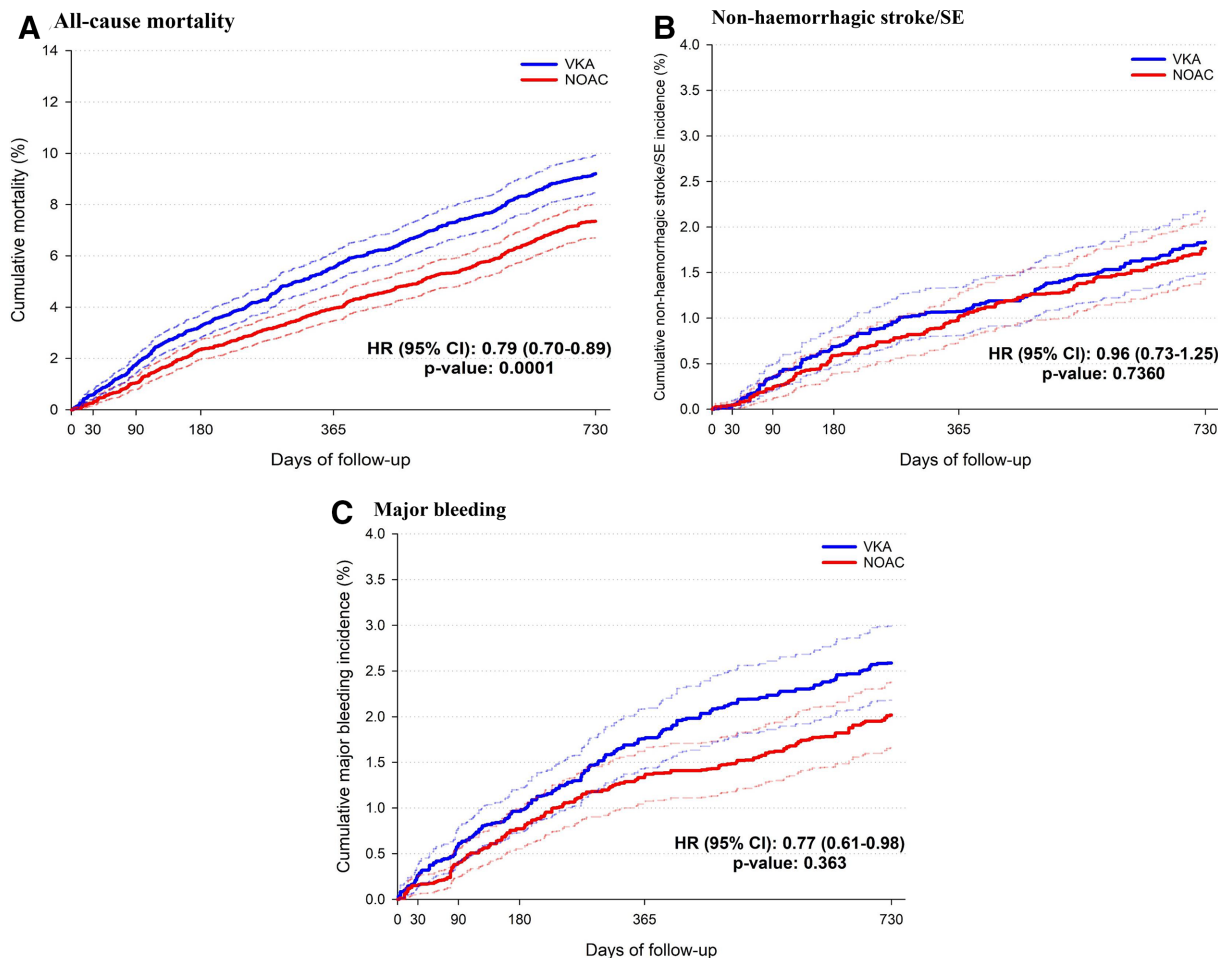 A All-cause mortality
14
12
10
8
6
4
2
0
Cumulative mortality (%)
VKA
NOAC
HR (95% CI): 0.79 (0.70-0.89)
p-value: 0.0001
0 30 90 180 365 730
Days of follow-up
B Non-haemorrhagic stroke/SE
4.0
3.5
3.0
2.5
2.0
1.5
1.0
0.5
0.0
Cumulative non-haemorrhagic stroke/SE incidence (%)
VKA
NOAC
HR (95% CI): 0.96 (0.73-1.25)
p-value: 0.7360
0 30 90 180 365 730
Days of follow-up
C Major bleeding
4.0
3.5
3.0
2.5
2.0
1.5
1.0
0.5
0.0
Cumulative major bleeding incidence (%)
VKA
NOAC
HR (95% CI): 0.77 (0.61-0.98)
p-value: 0.363
0 30 90 180 365 730
Days of follow-up